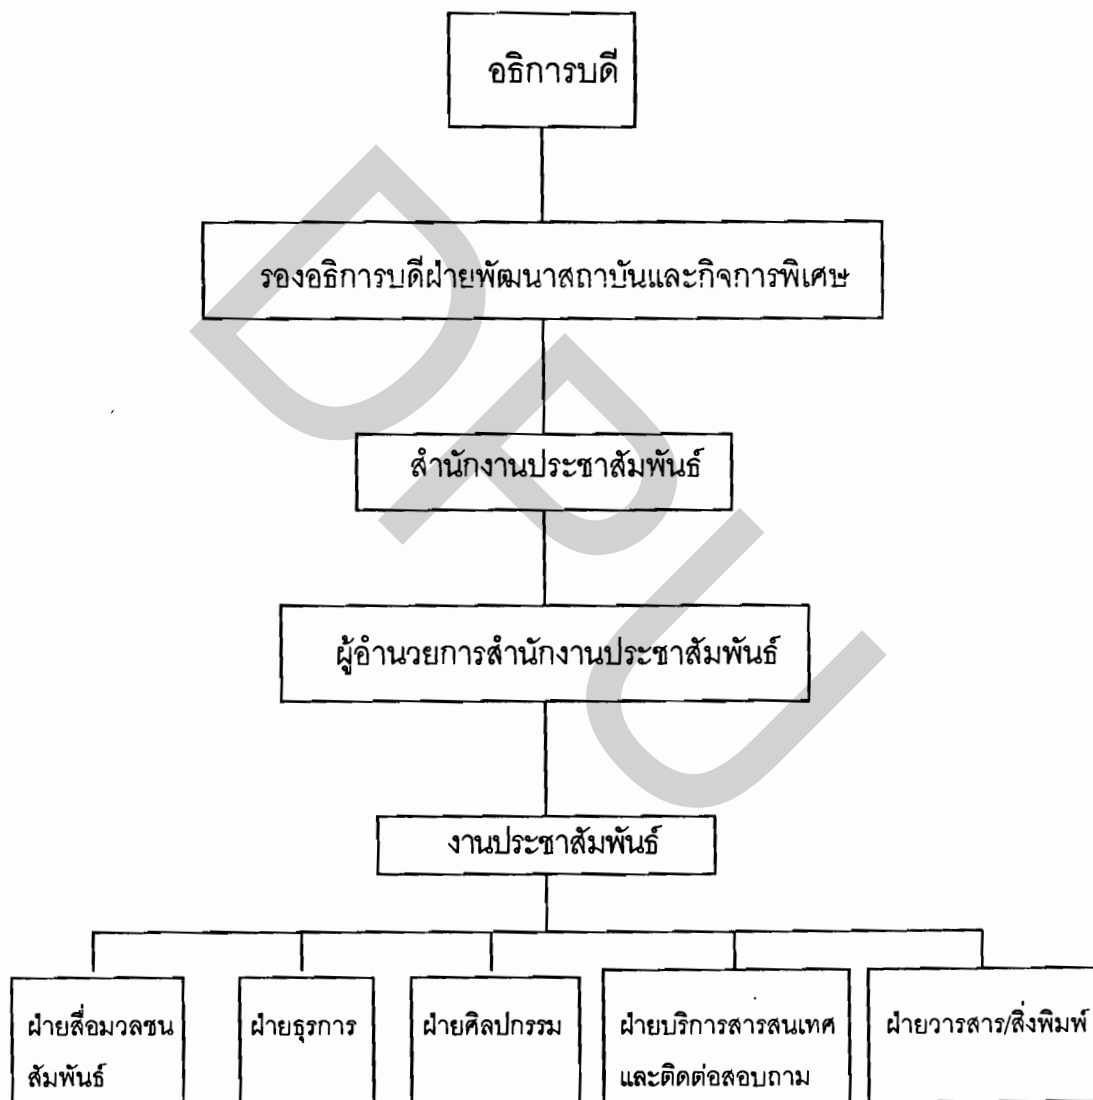 อธิการบดี
รองอธิการบดีฝ่ายพัฒนาสถาบันและกิจการพิเศษ
สำนักงานประชาสัมพันธ์
ผู้อำนวยการสำนักงานประชาสัมพันธ์
งานประชาสัมพันธ์
ฝ่ายสื่อมวลชน
สัมพันธ์
ฝ่ายธุรการ
ฝ่ายศิลปกรรม
ฝ่ายบริการสารสนเทศ
และติดต่อสอบถาม
ฝ่ายวารสาร/สิ่งพิมพ์
DPU